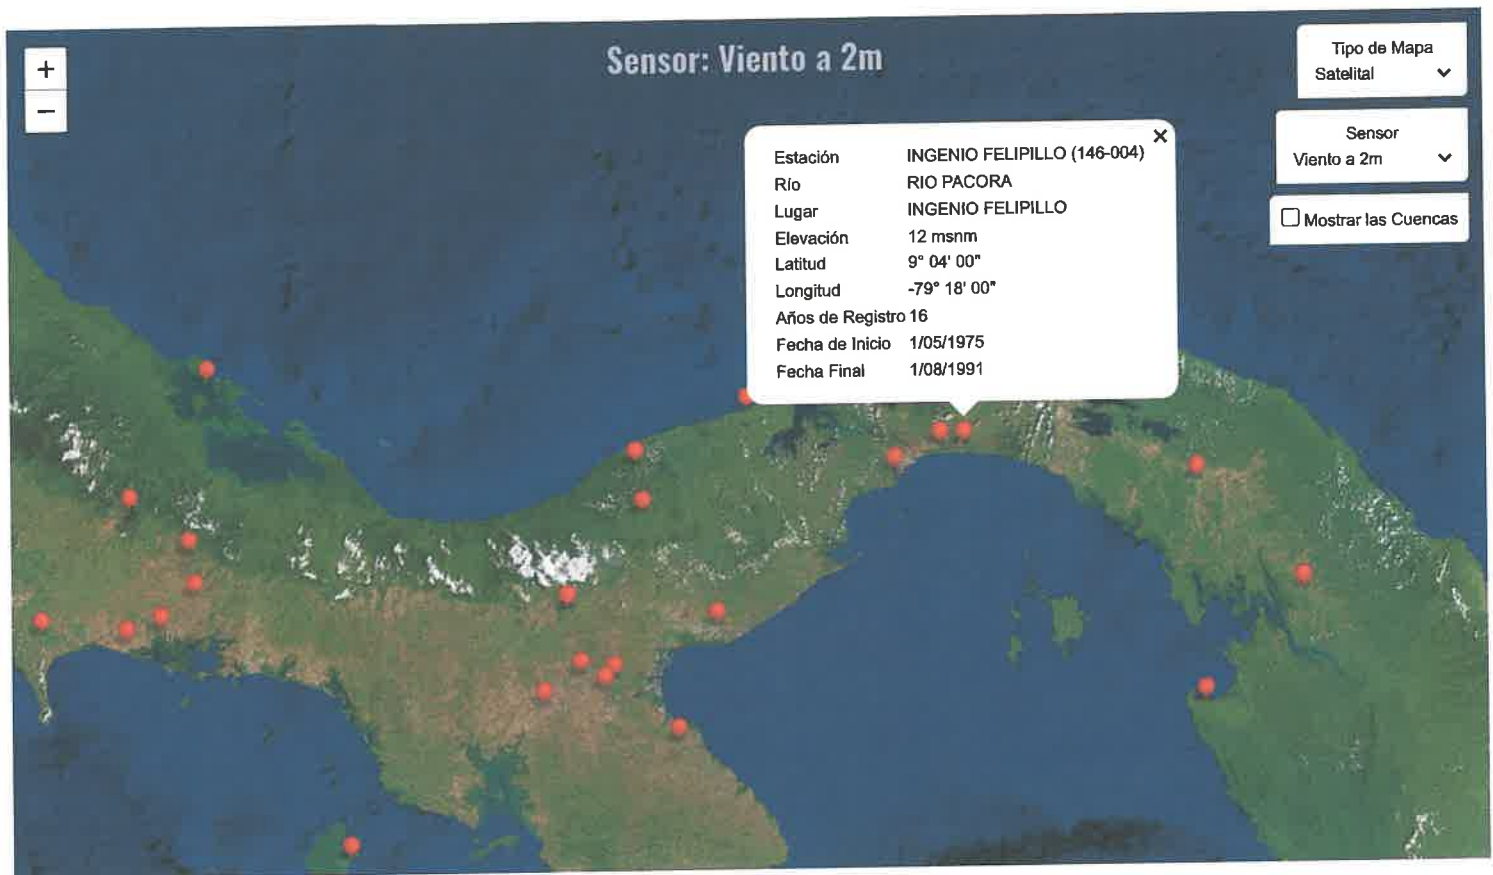 +
−
Sensor: Viento a 2m
Tipo de Mapa
Satelital
Sensor
Viento a 2m
Mostrar las Cuencas
×
Estación INGENIO FELIPILLO (146-004)
Río RIO PACORA
Lugar INGENIO FELIPILLO
Elevación 12 msnm
Latitud 9° 04' 00"
Longitud -79° 18' 00"
Años de Registro 16
Fecha de Inicio 1/05/1975
Fecha Final 1/08/1991